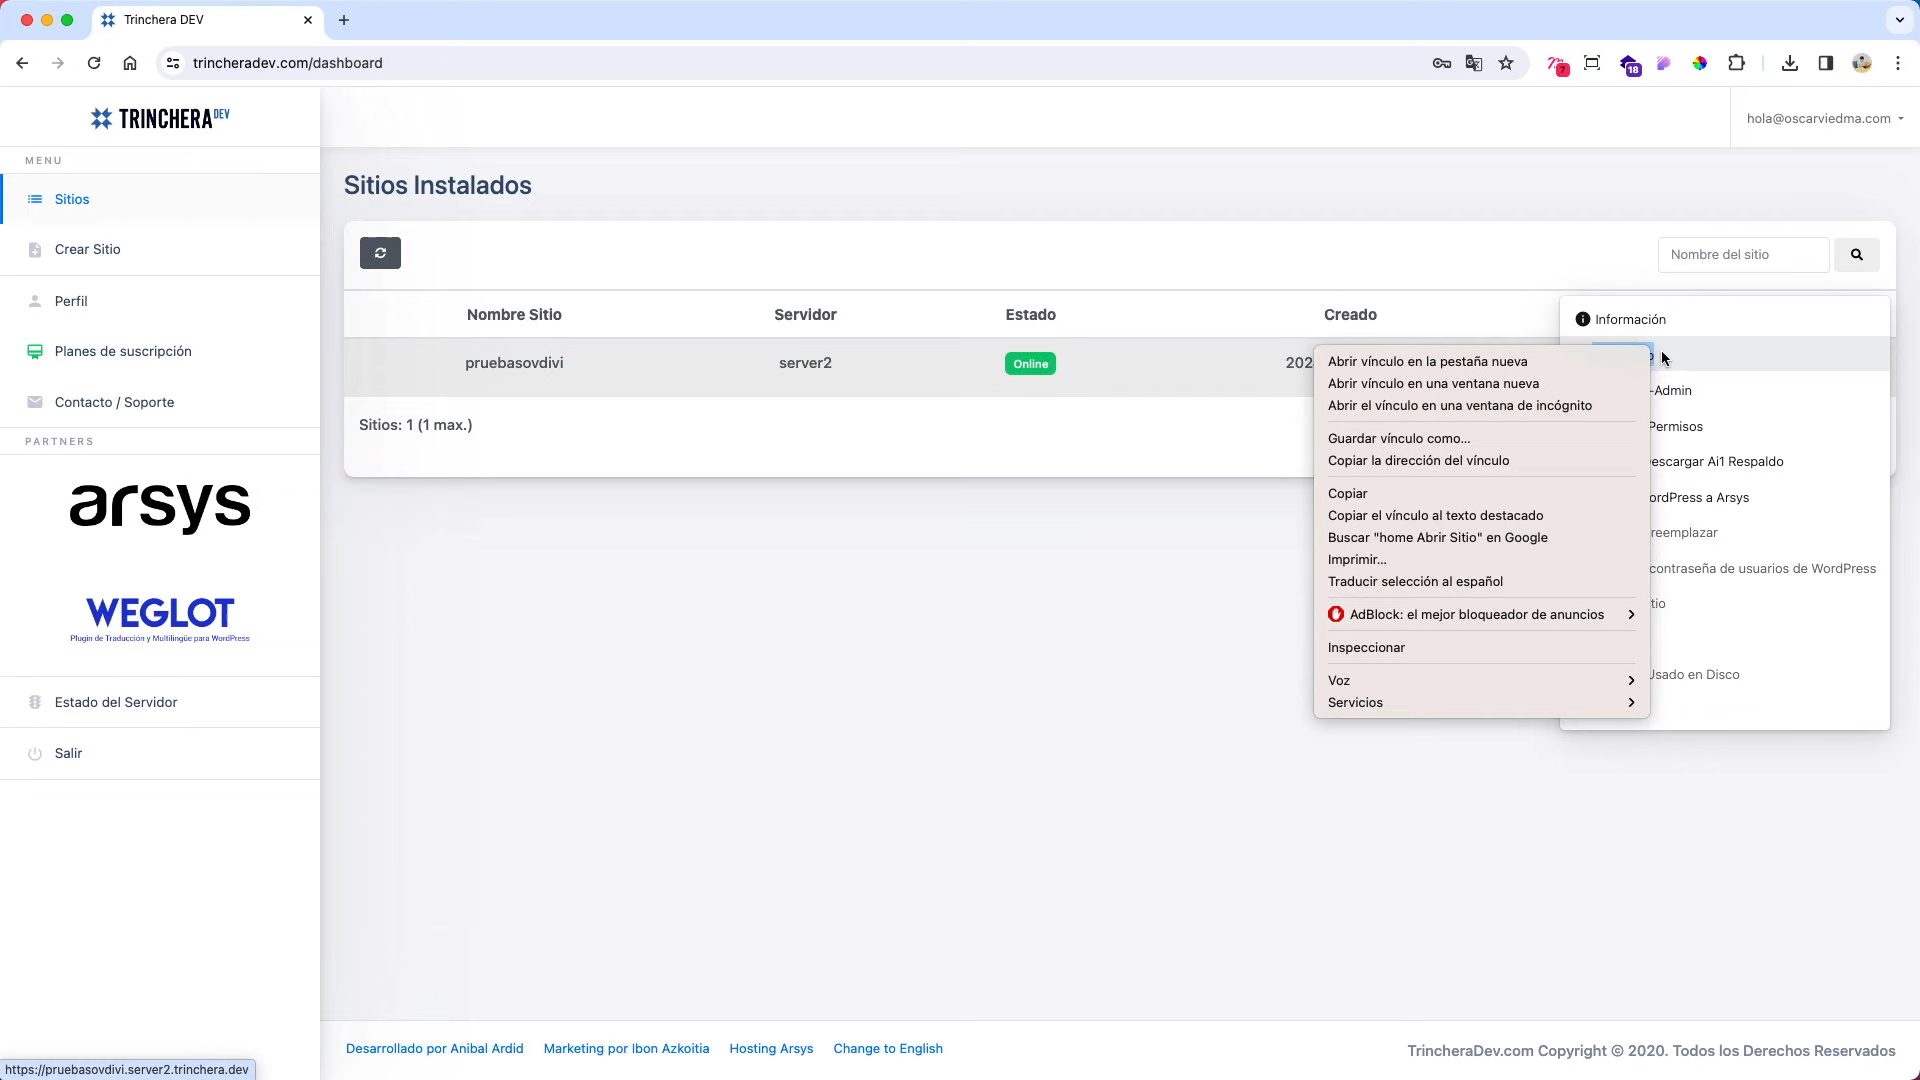 Trinchera DEV
trincheradev.com/dashboard
7
18
TRINCHERA DEV
hola@oscarviedma.com
MENU
Sitios
Crear Sitio
Perfil
Planes de suscripción
Contacto / Soporte
PARTNERS
arsys
WEGLOT
Plugin de Traducción y Multilingüe para WordPress
Estado del Servidor
Salir
Sitios Instalados
Nombre del sitio
Nombre Sitio
Servidor
Estado
Creado
pruebasovdivi
server2
Online
202
Sitios: 1 (1 max.)
Información
-Admin
Permisos
escargar Ai1 Respaldo
ordPress a Arsys
reemplazar
contraseña de usuarios de WordPress
tio
Usado en Disco
Abrir vínculo en la pestaña nueva
Abrir vínculo en una ventana nueva
Abrir el vínculo en una ventana de incógnito
Guardar vínculo como...
Copiar la dirección del vínculo
Copiar
Copiar el vínculo al texto destacado
Buscar "home Abrir Sitio" en Google
Imprimir...
Traducir selección al español
AdBlock: el mejor bloqueador de anuncios
Inspeccionar
Voz
Servicios
Desarrollado por Anibal Ardid
Marketing por Ibon Azkoitia
Hosting Arsys
Change to English
TrincheraDev.com Copyright © 2020. Todos los Derechos Reservados
https://pruebasovdivi.server2.trinchera.dev